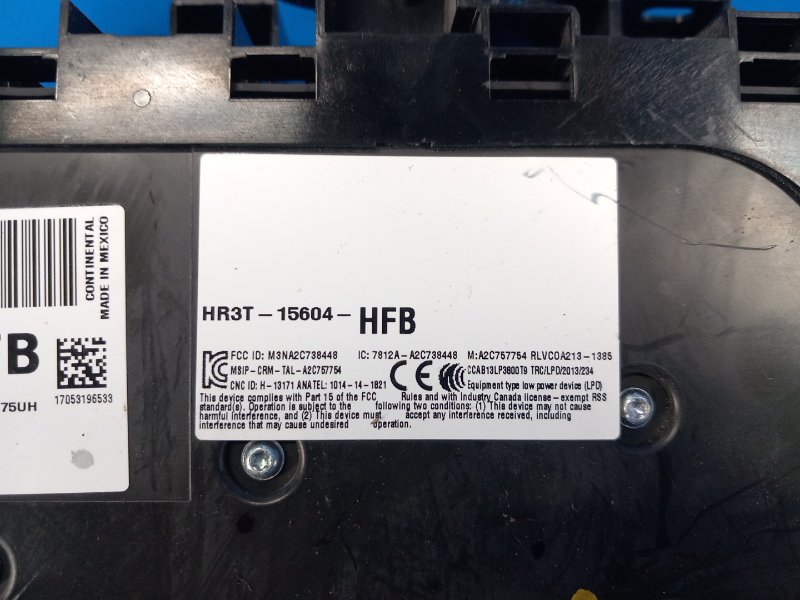 CONTINENTAL
MADE IN MEXICO
FB
75UH
17053196533
HR3T-15604-HFB
FCC ID: M3NA2C738448 IC: 7812A-A2C738448 M:A2C757754 RLVCOA213-1385
MSIP-CRM-TAL-A2C757754 CCAB13LP3800T9 TRC/LPD/2013/234
CNC ID: H-13171 ANATEL: 1014-14-1821 Equipment type low power device (LPD)
This device complies with Part 15 of the FCC Rules and with Industry Canada license - exempt RSS
standard(s). Operation is subject to the following two conditions: (1) This device may not cause
harmful interference, and (2) This device must accept any interference received, including
interference that may cause undesired operation.